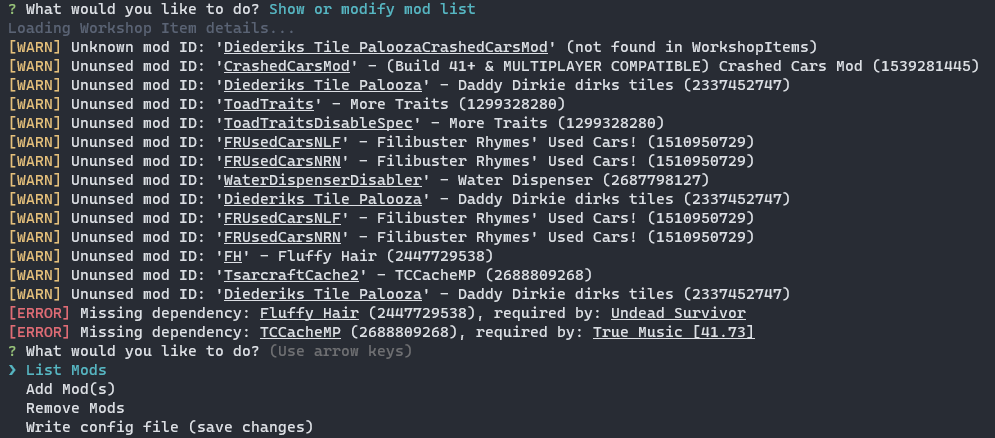 ? What would you like to do? Show or modify mod list
Loading Workshop Item details...
[WARN] Unknown mod ID: 'Diederiks Tile PaloozaCrashedCarsMod' (not found in WorkshopItems)
[WARN] Ununsed mod ID: 'CrashedCarsMod' - (Build 41+ & MULTIPLAYER COMPATIBLE) Crashed Cars Mod (1539281445)
[WARN] Ununsed mod ID: 'Diederiks Tile Palooza' - Daddy Dirkie dirks tiles (2337452747)
[WARN] Ununsed mod ID: 'ToadTraits' - More Traits (1299328280)
[WARN] Ununsed mod ID: 'ToadTraitsDisableSpec' - More Traits (1299328280)
[WARN] Ununsed mod ID: 'FRUsedCarsNLF' - Filibuster Rhymes' Used Cars! (1510950729)
[WARN] Ununsed mod ID: 'FRUsedCarsNRN' - Filibuster Rhymes' Used Cars! (1510950729)
[WARN] Ununsed mod ID: 'WaterDispenserDisabler' - Water Dispenser (2687798127)
[WARN] Ununsed mod ID: 'Diederiks Tile Palooza' - Daddy Dirkie dirks tiles (2337452747)
[WARN] Ununsed mod ID: 'FRUsedCarsNLF' - Filibuster Rhymes' Used Cars! (1510950729)
[WARN] Ununsed mod ID: 'FRUsedCarsNRN' - Filibuster Rhymes' Used Cars! (1510950729)
[WARN] Ununsed mod ID: 'FH' - Fluffy Hair (2447729538)
[WARN] Ununsed mod ID: 'TsarcraftCache2' - TCCacheMP (2688809268)
[WARN] Ununsed mod ID: 'Diederiks Tile Palooza' - Daddy Dirkie dirks tiles (2337452747)
[ERROR] Missing dependency: Fluffy Hair (2447729538), required by: Undead Survivor
[ERROR] Missing dependency: TCCacheMP (2688809268), required by: True Music [41.73]
? What would you like to do? (Use arrow keys)
❯ List Mods
Add Mod(s)
Remove Mods
Write config file (save changes)